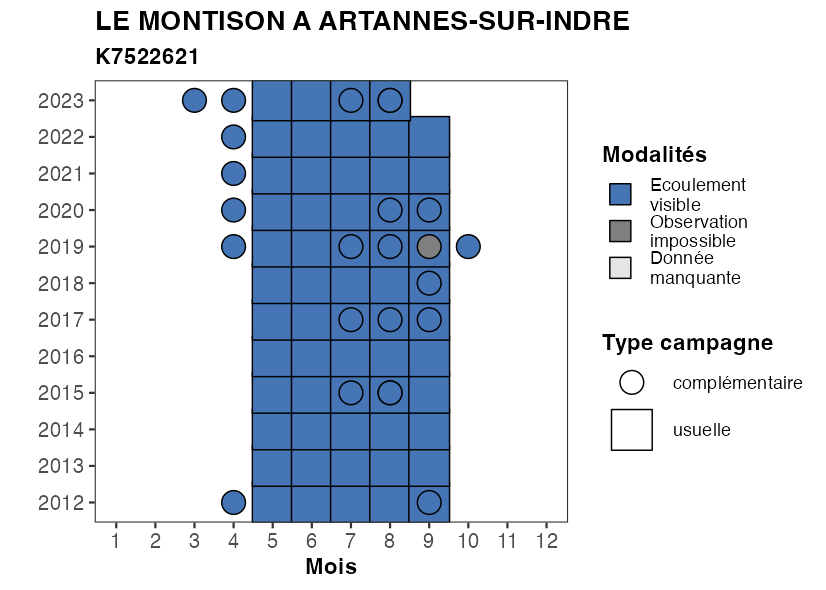 LE MONTISON A ARTANNES-SUR-INDRE
K7522621
2023
2022
2021
2020
2019
2018
2017
2016
2015
2014
2013
2012
1 2 3 4 5 6 7 8 9 10 11 12
Mois
Modalités
Ecoulement
visible
Observation
impossible
Donnée
manquante
Type campagne
complémentaire
usuelle